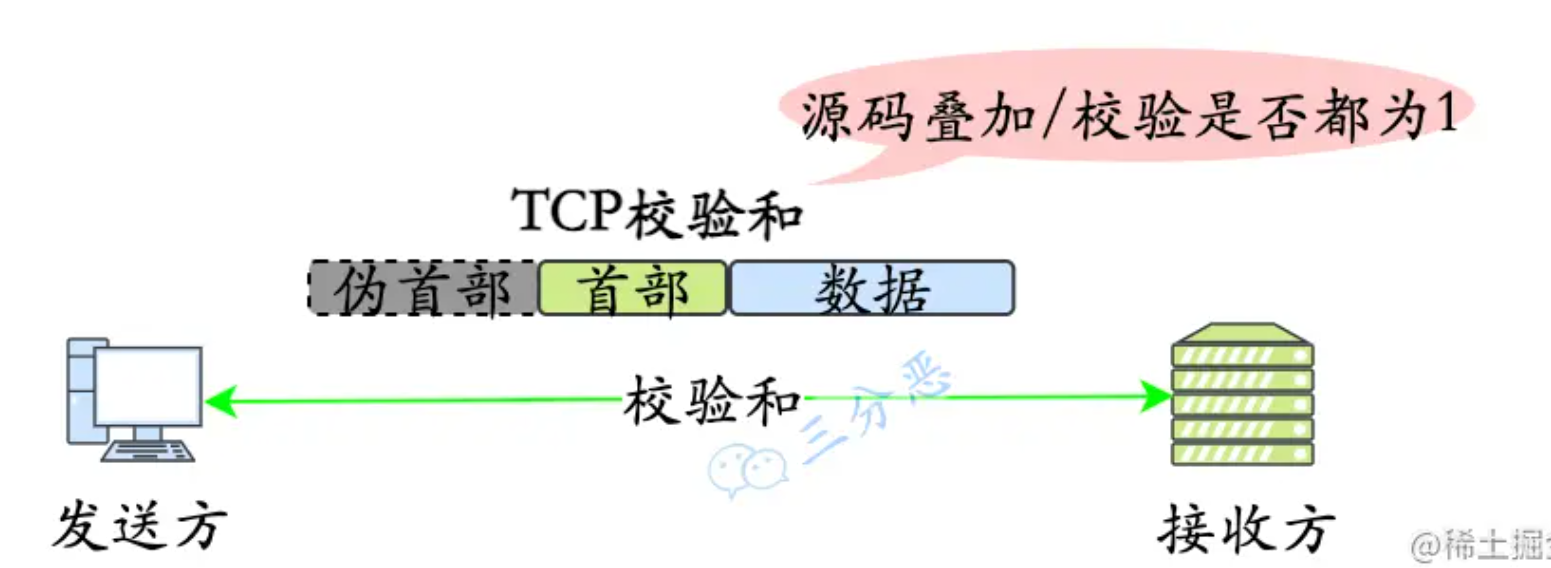 源码叠加/校验是否都为1
TCP校验和
伪首部 首部 数据
校验和
三分恶
发送方 接收方
@稀土掘